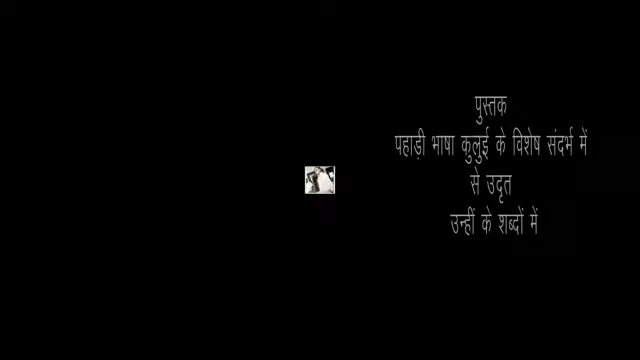 पुस्तक
पहाड़ी भाषा कुलुई के विशेष संदर्भ में
से उदृत
उन्हीं के शब्दों में